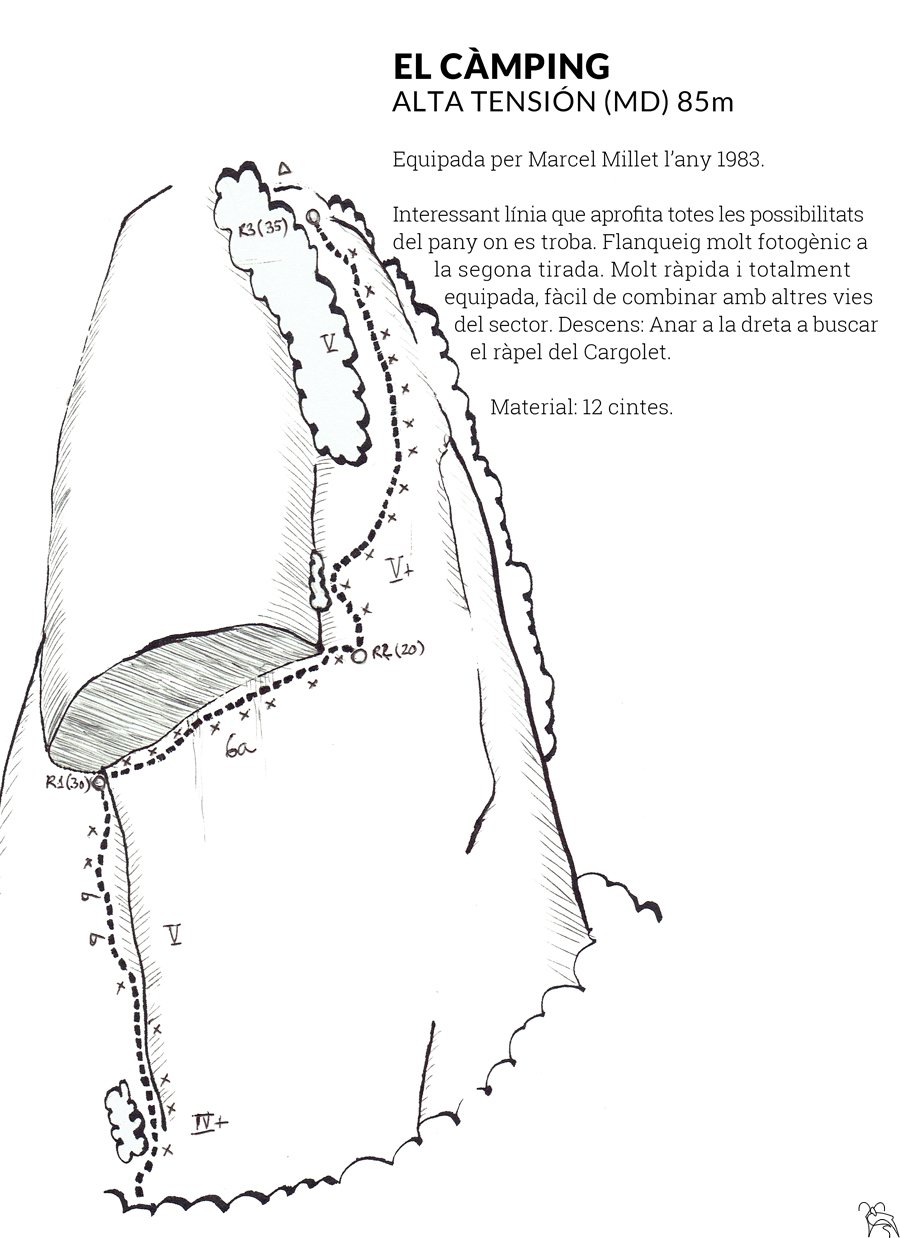 EL CÀMPING
ALTA TENSIÓN (MD) 85m
Equipada per Marcel Millet l’any 1983.
Interessant línia que aprofita totes les possibilitats
del pany on es troba. Flanqueig molt fotogènic a
la segona tirada. Molt ràpida i totalment
equipada, fàcil de combinar amb altres vies
del sector. Descens: Anar a la dreta a buscar
el ràpel del Cargolet.
Material: 12 cintes.
R3(35)
V
V+
R2(20)
6a
R1(30)
V
IV+